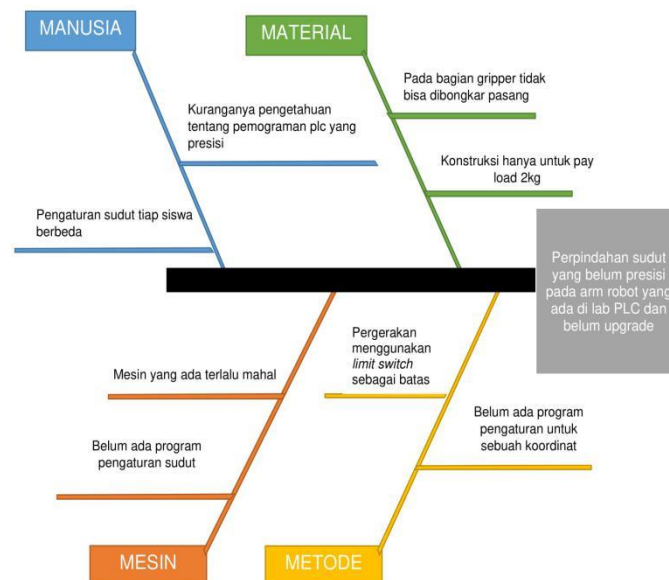 MANUSIA
MATERIAL
Pada bagian gripper tidak
bisa dibongkar pasang
Kuranganya pengetahuan
tentang pemograman plc yang
presisi
Konstruksi hanya untuk pay
load 2kg
Pengaturan sudut tiap siswa
berbeda
Perpindahan sudut
yang belum presisi
pada arm robot yang
ada di lab PLC dan
belum upgrade
Pergerakan
menggunakan
limit switch
sebagai batas
Mesin yang ada terlalu mahal
Belum ada program
pengaturan untuk
sebuah koordinat
Belum ada program
pengaturan sudut
MESIN
METODE